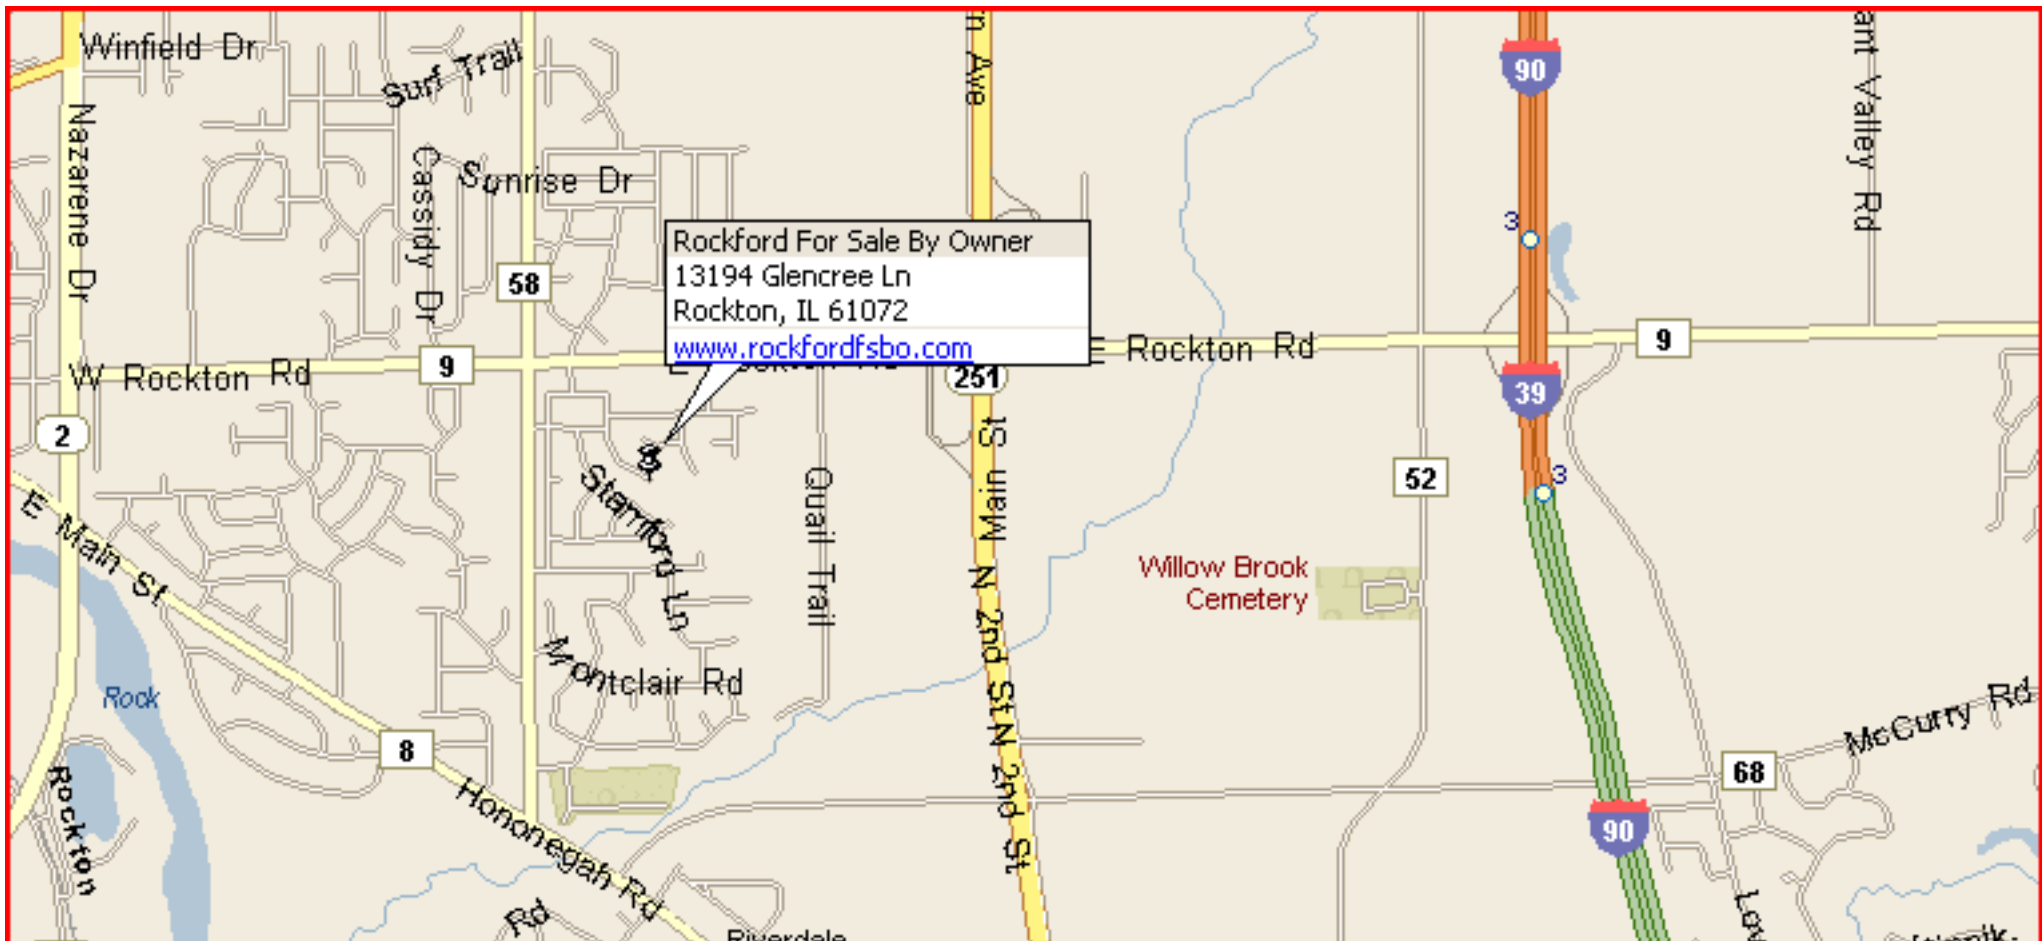 Winfield Dr
Surf Trail
rn Ave
90
ant Valley Rd
Nazarene Dr
Cassidy Dr
Sunrise Dr
58
3
Rockford For Sale By Owner
13194 Glencree Ln
Rockton, IL 61072
www.rockfordfsbo.com
E Rockton Rd
9
W Rockton Rd
9
251
39
2
Stamford Ln
Quail Trail
Main St
52
3
E Main St
Willow Brook
Cemetery
N 2nd St
Montclair Rd
Rock
McCurry Rd
8
N 2nd St
68
Rockton
Hononegah Rd
90
Rd
Riverdale